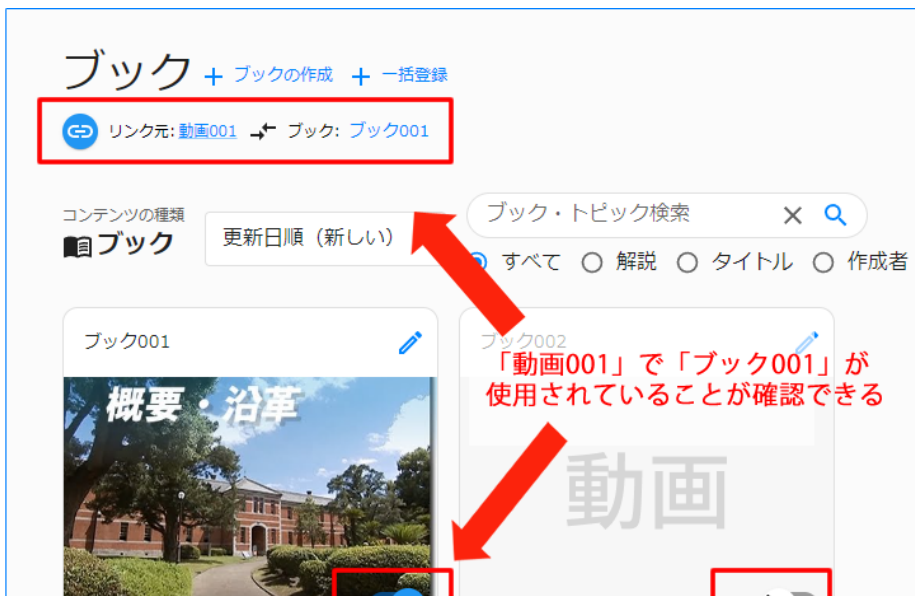 ブック + ブックの作成 + 一括登録
リンク元: 動画001 ブック: ブック001
コンテンツの種類
ブック
更新日順（新しい）
ブック・トピック検索
すべて 解説 タイトル 作成者
ブック001
ブック002
概要・沿革
「動画001」で「ブック001」が
使用されていることが確認できる
動画